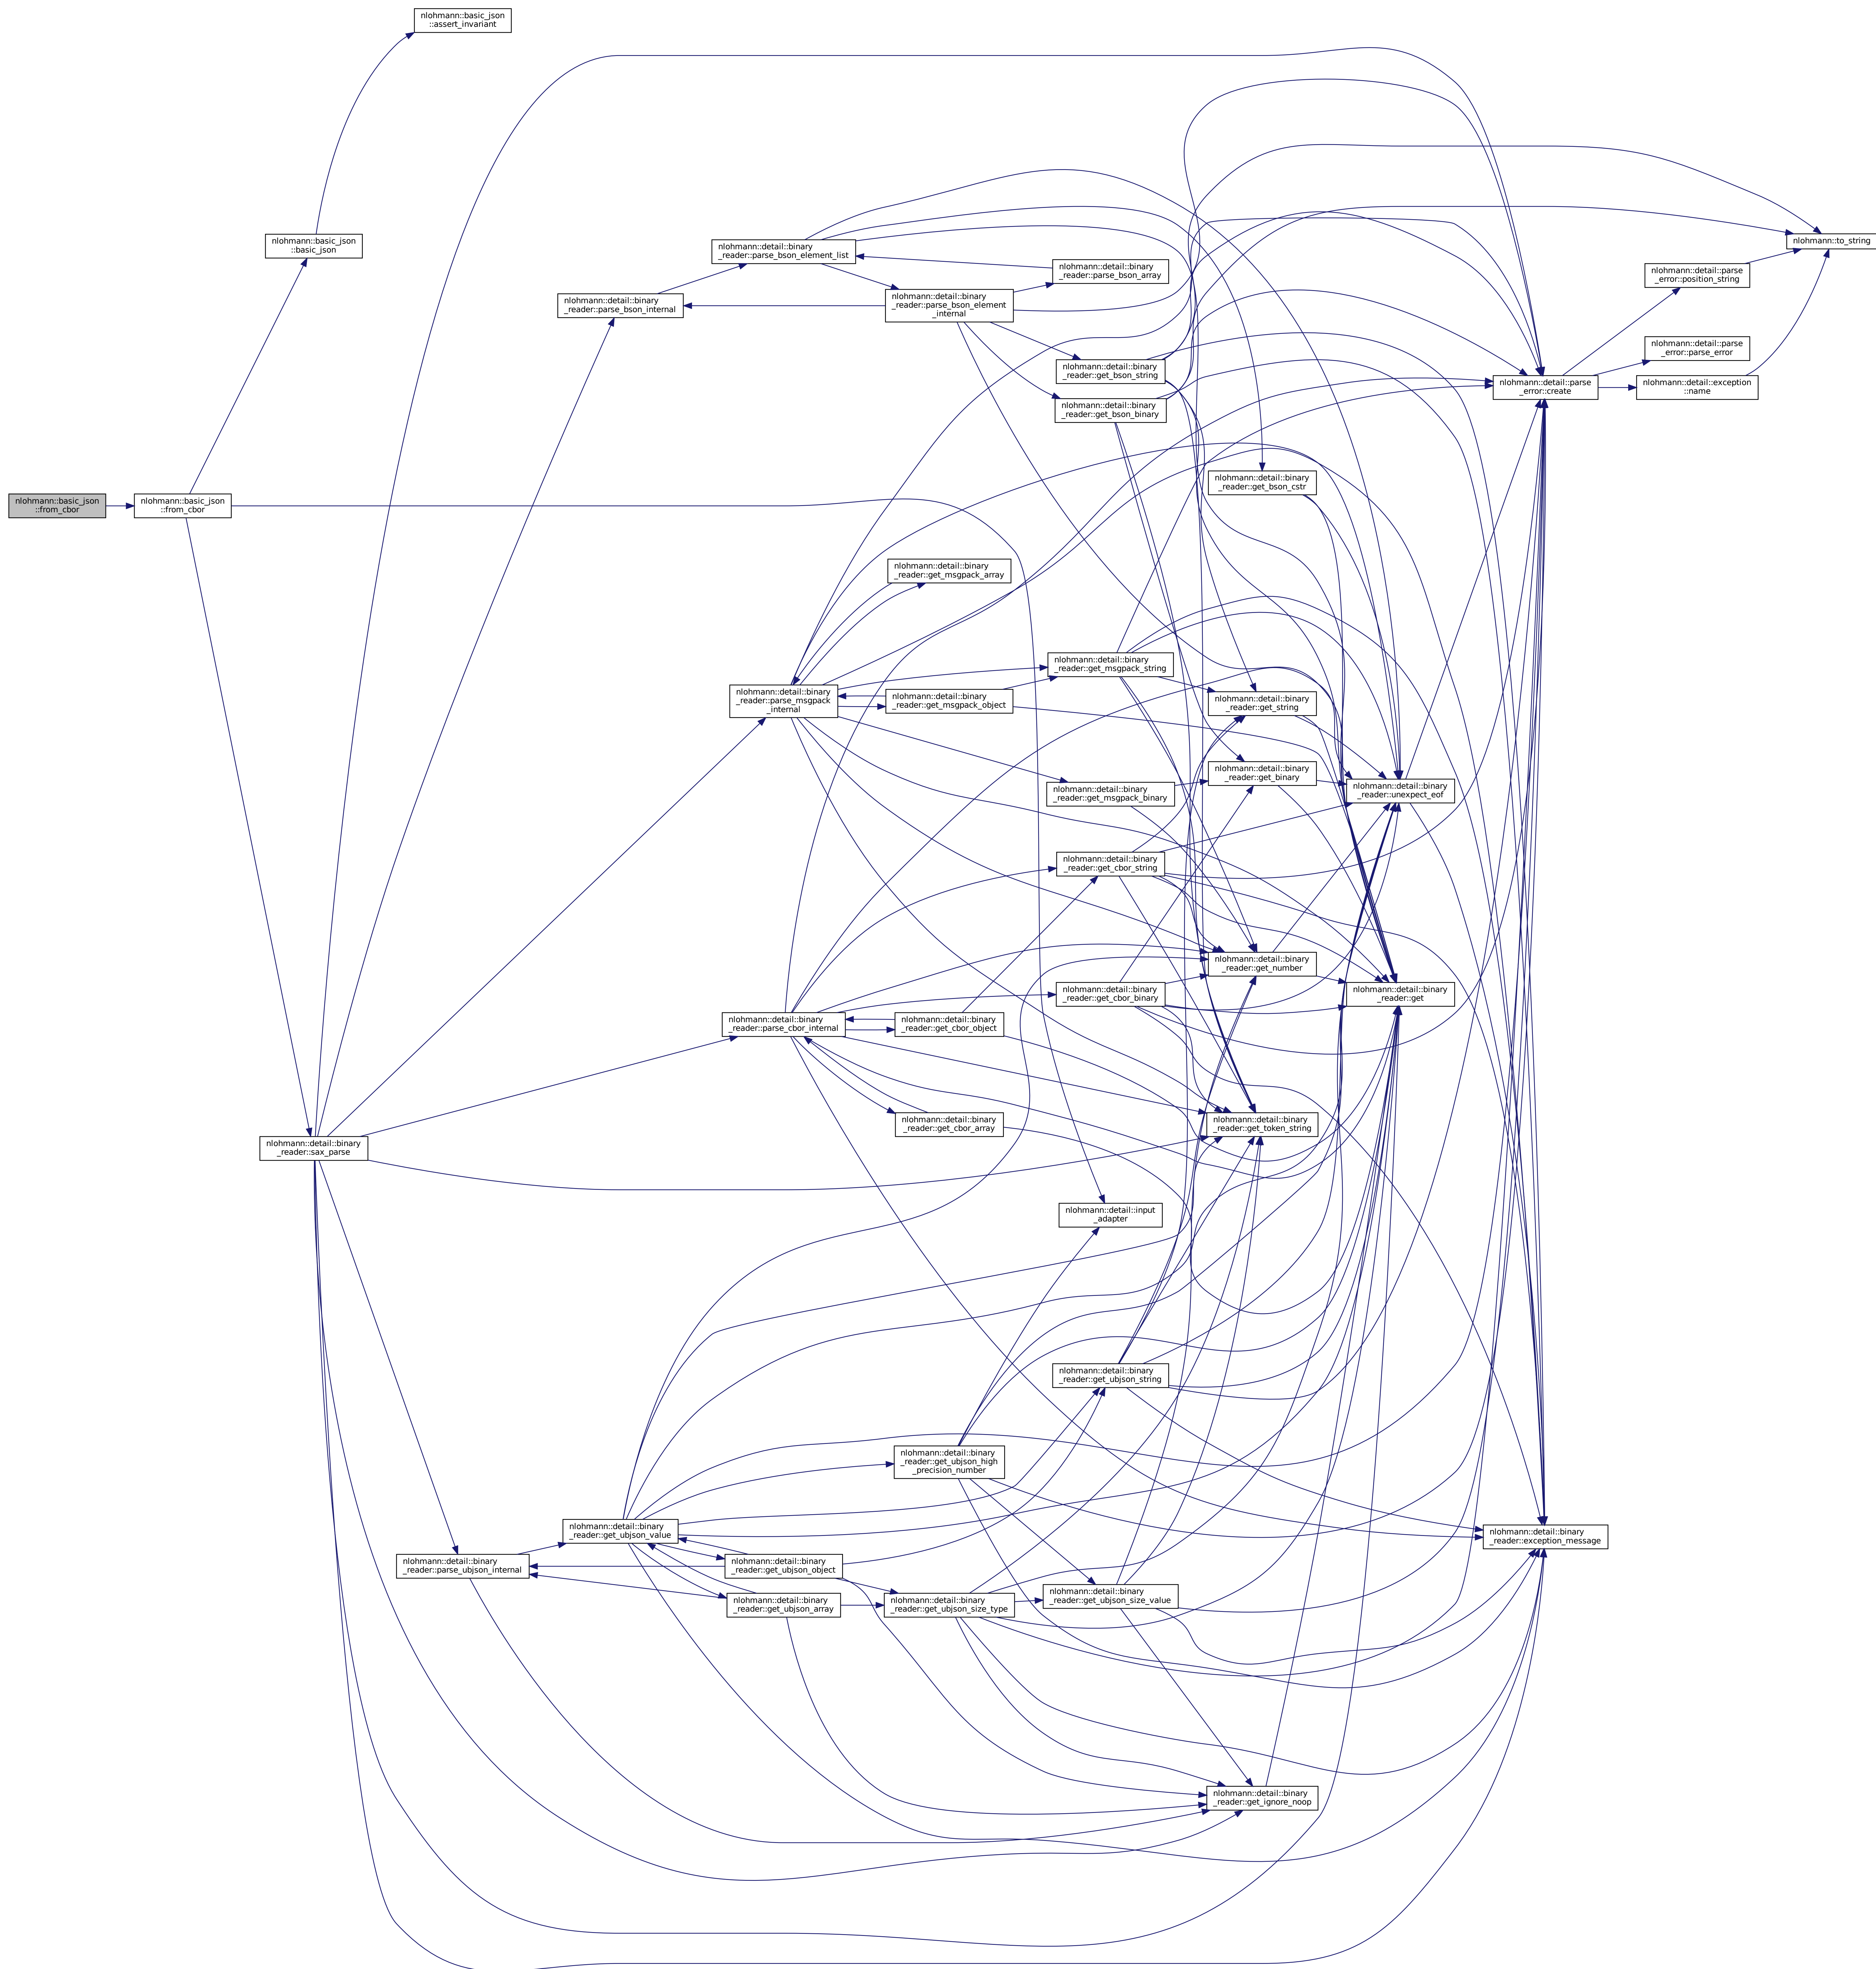 nlohmann::basic_json
::assert_invariant
nlohmann::basic_json
::basic_json
nlohmann::to_string
nlohmann::detail::binary
_reader::parse_bson_element_list
nlohmann::detail::binary
_reader::parse_bson_array
nlohmann::detail::parse
_error::position_string
nlohmann::detail::binary
_reader::parse_bson_internal
nlohmann::detail::binary
_reader::parse_bson_element
_internal
nlohmann::detail::parse
_error::parse_error
nlohmann::detail::binary
_reader::get_bson_string
nlohmann::detail::parse
_error::create
nlohmann::detail::exception
::name
nlohmann::detail::binary
_reader::get_bson_binary
nlohmann::detail::binary
_reader::get_bson_cstr
nlohmann::basic_json
::from_cbor
nlohmann::basic_json
::from_cbor
nlohmann::detail::binary
_reader::get_msgpack_array
nlohmann::detail::binary
_reader::get_msgpack_string
nlohmann::detail::binary
_reader::parse_msgpack
_internal
nlohmann::detail::binary
_reader::get_msgpack_object
nlohmann::detail::binary
_reader::get_string
nlohmann::detail::binary
_reader::get_binary
nlohmann::detail::binary
_reader::get_msgpack_binary
nlohmann::detail::binary
_reader::unexpect_eof
nlohmann::detail::binary
_reader::get_cbor_string
nlohmann::detail::binary
_reader::get_number
nlohmann::detail::binary
_reader::get_cbor_binary
nlohmann::detail::binary
_reader::get
nlohmann::detail::binary
_reader::parse_cbor_internal
nlohmann::detail::binary
_reader::get_cbor_object
nlohmann::detail::binary
_reader::get_cbor_array
nlohmann::detail::binary
_reader::get_token_string
nlohmann::detail::binary
_reader::sax_parse
nlohmann::detail::input
_adapter
nlohmann::detail::binary
_reader::get_ubjson_string
nlohmann::detail::binary
_reader::get_ubjson_high
_precision_number
nlohmann::detail::binary
_reader::get_ubjson_value
nlohmann::detail::binary
_reader::exception_message
nlohmann::detail::binary
_reader::parse_ubjson_internal
nlohmann::detail::binary
_reader::get_ubjson_object
nlohmann::detail::binary
_reader::get_ubjson_array
nlohmann::detail::binary
_reader::get_ubjson_size_type
nlohmann::detail::binary
_reader::get_ubjson_size_value
nlohmann::detail::binary
_reader::get_ignore_noop